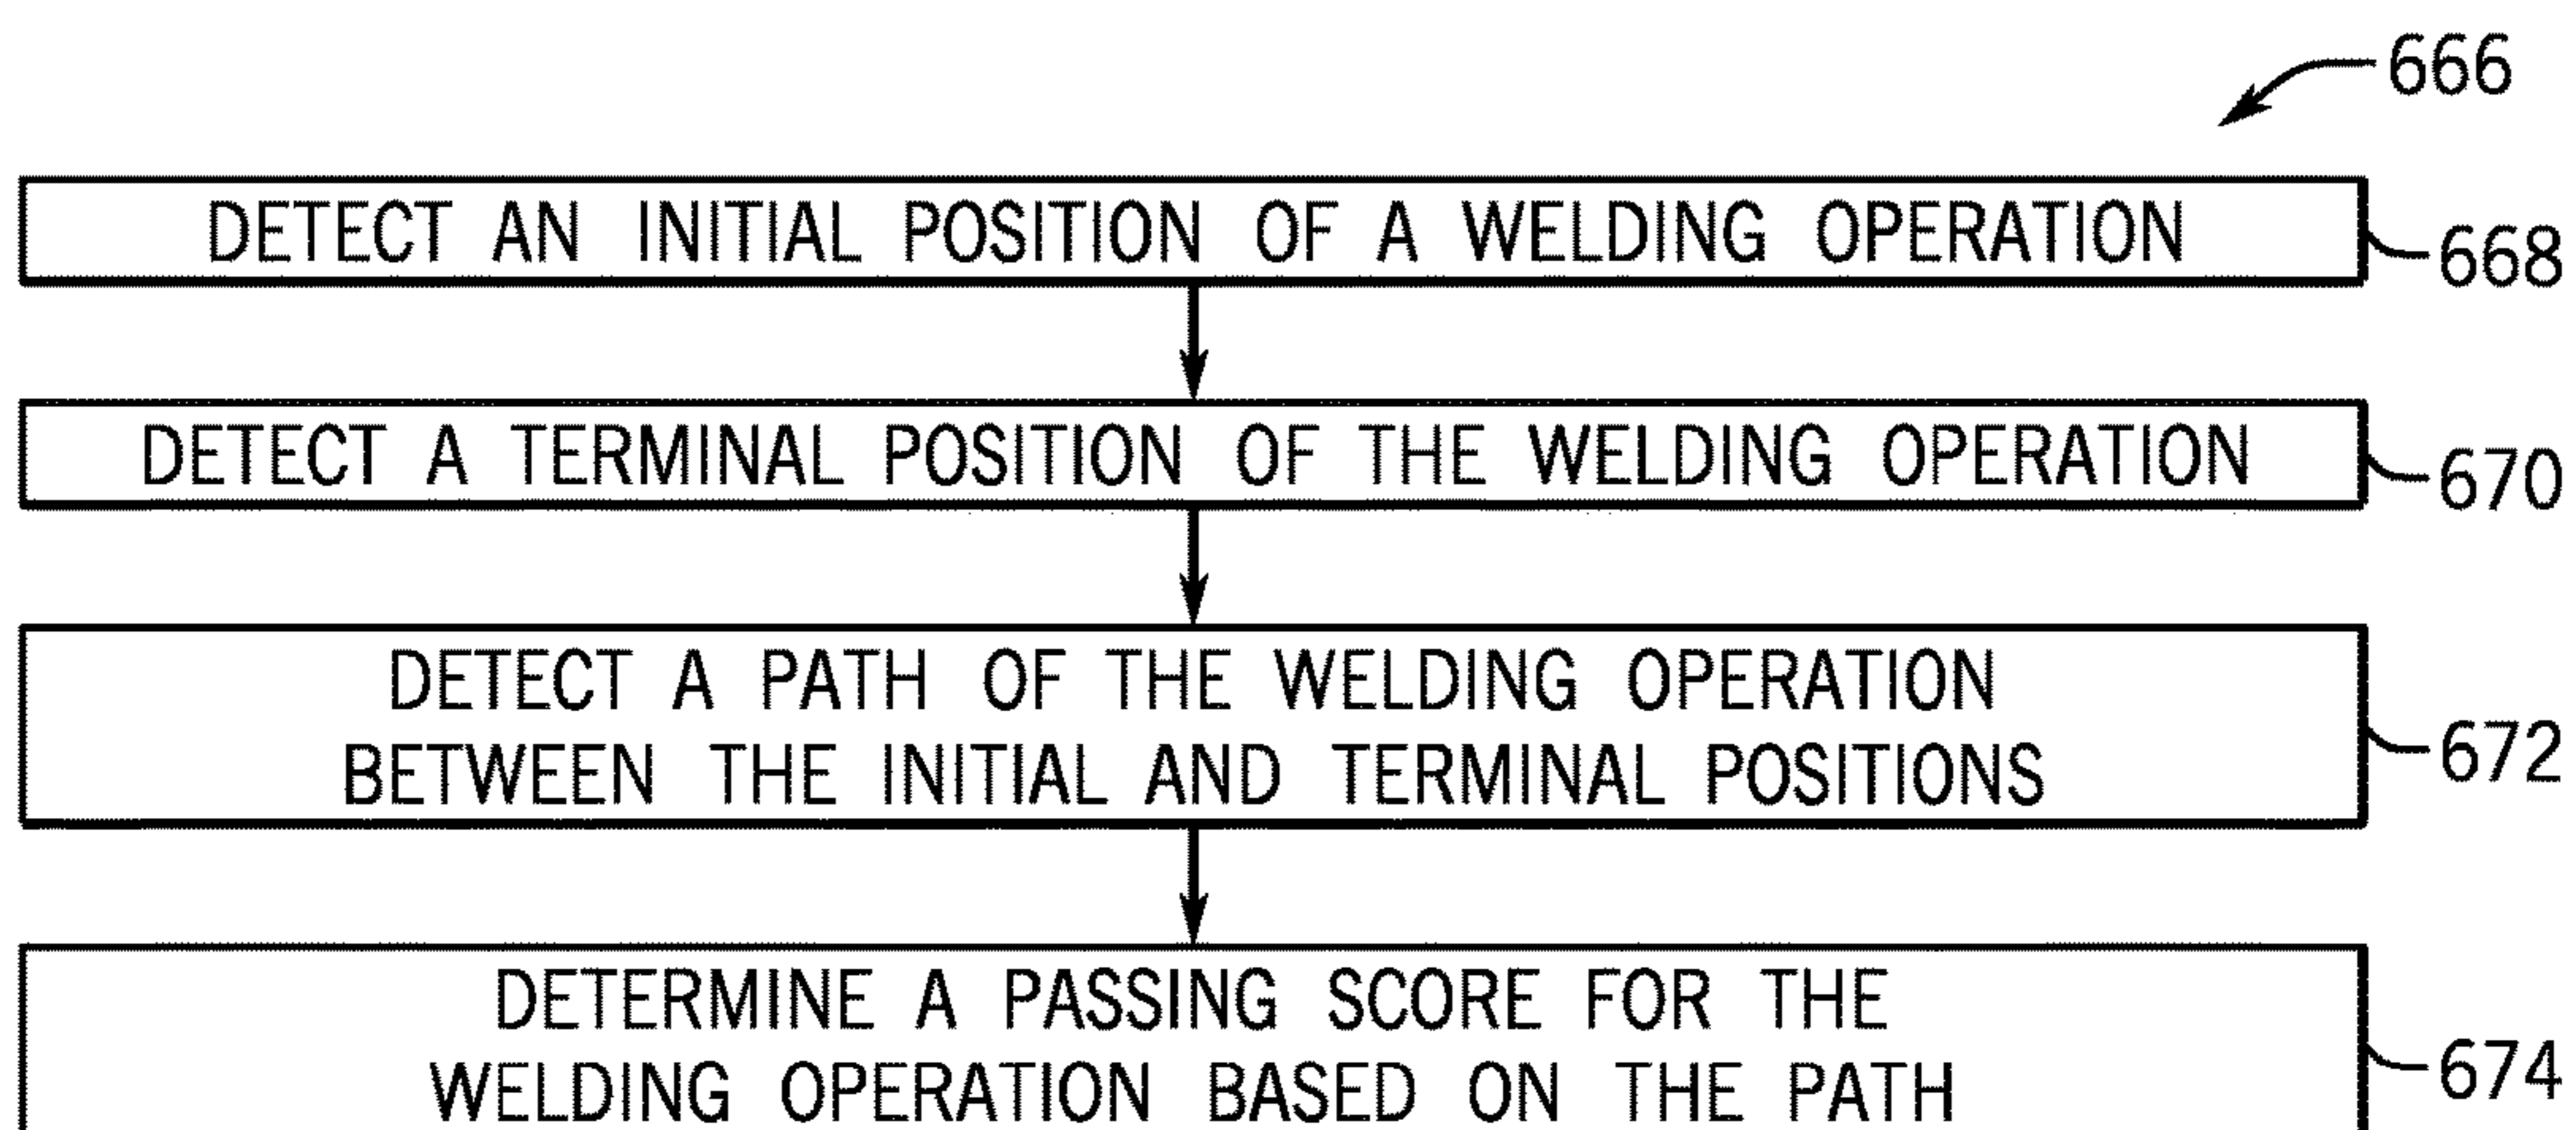 666
DETECT AN INITIAL POSITION OF A WELDING OPERATION
668
DETECT A TERMINAL POSITION OF THE WELDING OPERATION
670
DETECT A PATH OF THE WELDING OPERATION
BETWEEN THE INITIAL AND TERMINAL POSITIONS
672
DETERMINE A PASSING SCORE FOR THE
WELDING OPERATION BASED ON THE PATH
674